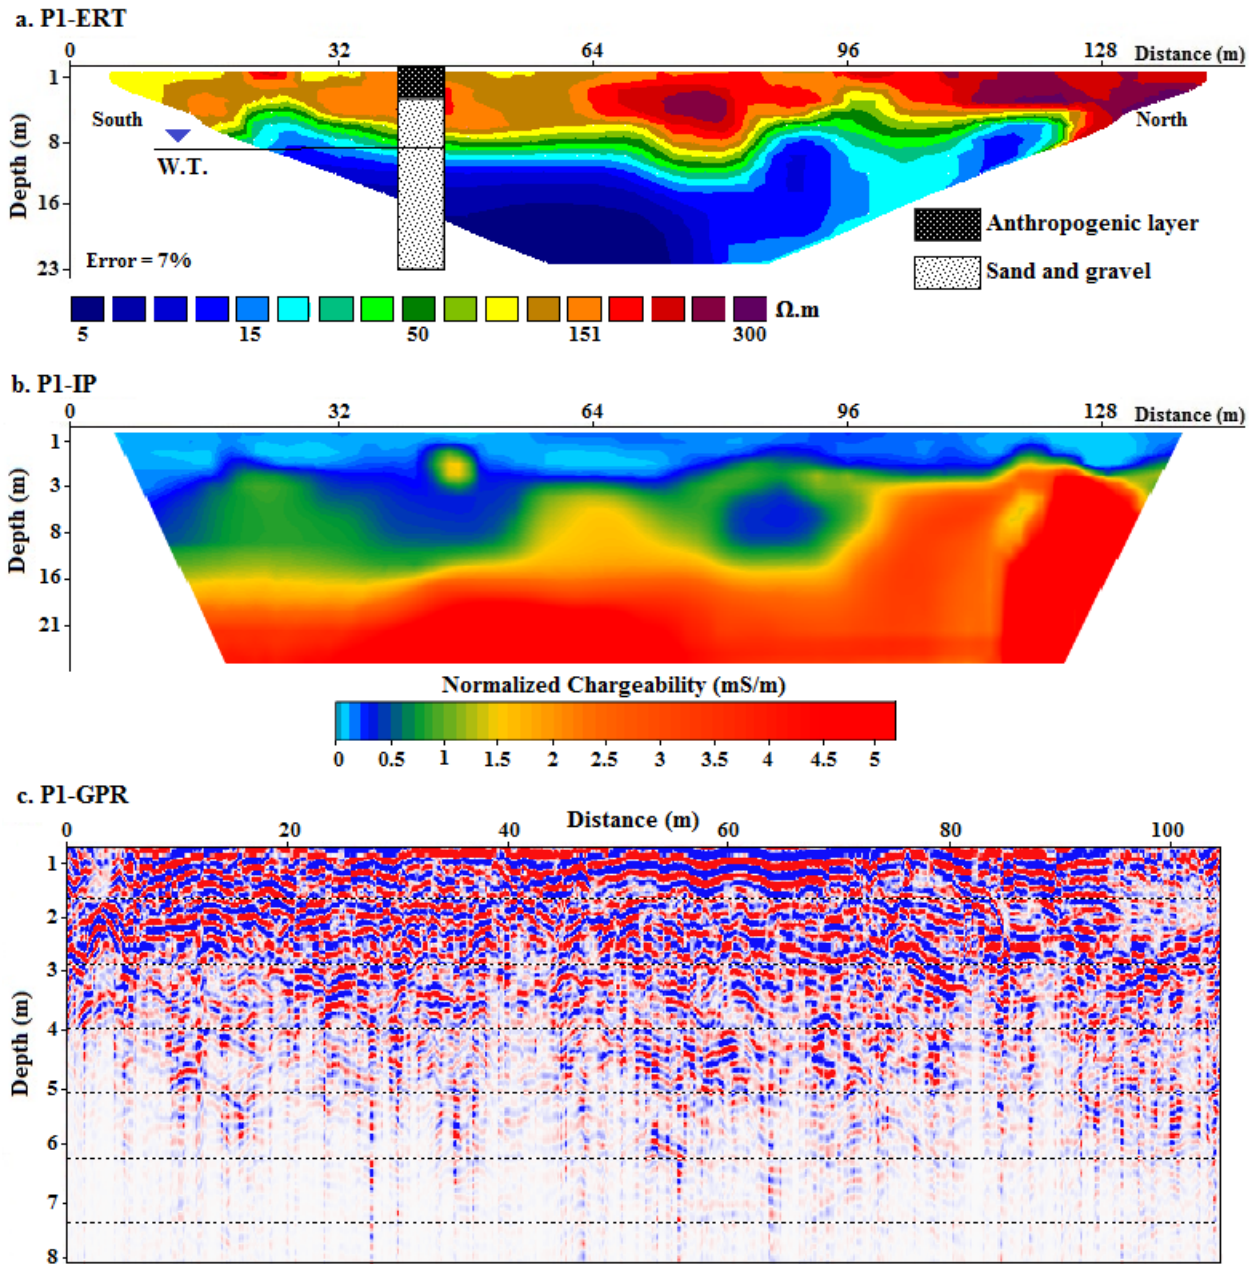 a. P1-ERT
0 32 64 96 128 Distance (m)
1
8
16
23
Depth (m)
South
North
W.T.
Error = 7%
Anthropogenic layer
Sand and gravel
5 15 50 151 300 Ω.m
b. P1-IP
0 32 64 96 128 Distance (m)
1
3
8
16
21
Depth (m)
Normalized Chargeability (mS/m)
0 0.5 1 1.5 2 2.5 3 3.5 4 4.5 5
c. P1-GPR
Distance (m)
0 20 40 60 80 100
1
2
3
4
5
6
7
8
Depth (m)